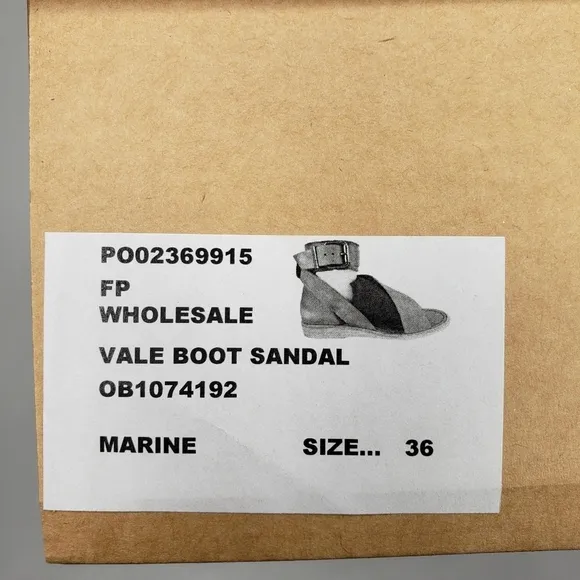 PO02369915
FP
WHOLESALE
VALE BOOT SANDAL
OB1074192
MARINE SIZE... 36